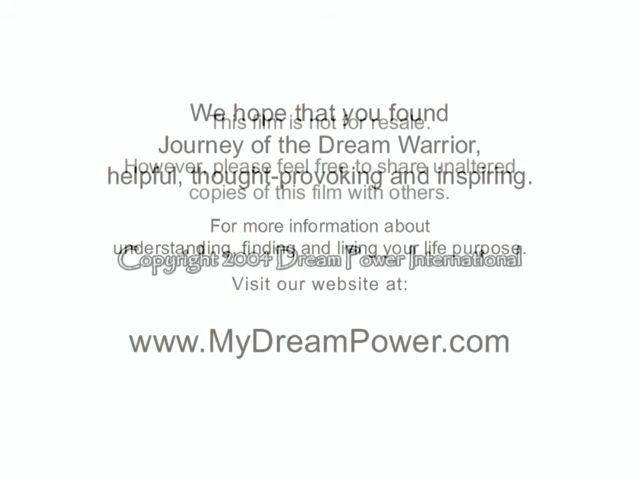 We hope that you found
This film is not for resale.
Journey of the Dream Warrior,
However, please feel free to share unaltered
helpful, thought-provoking and inspiring.
copies of this film with others.
For more information about
understanding, finding and living your life purpose.
Copyright 2004 Dream Power International
Visit our website at:
www.MyDreamPower.com